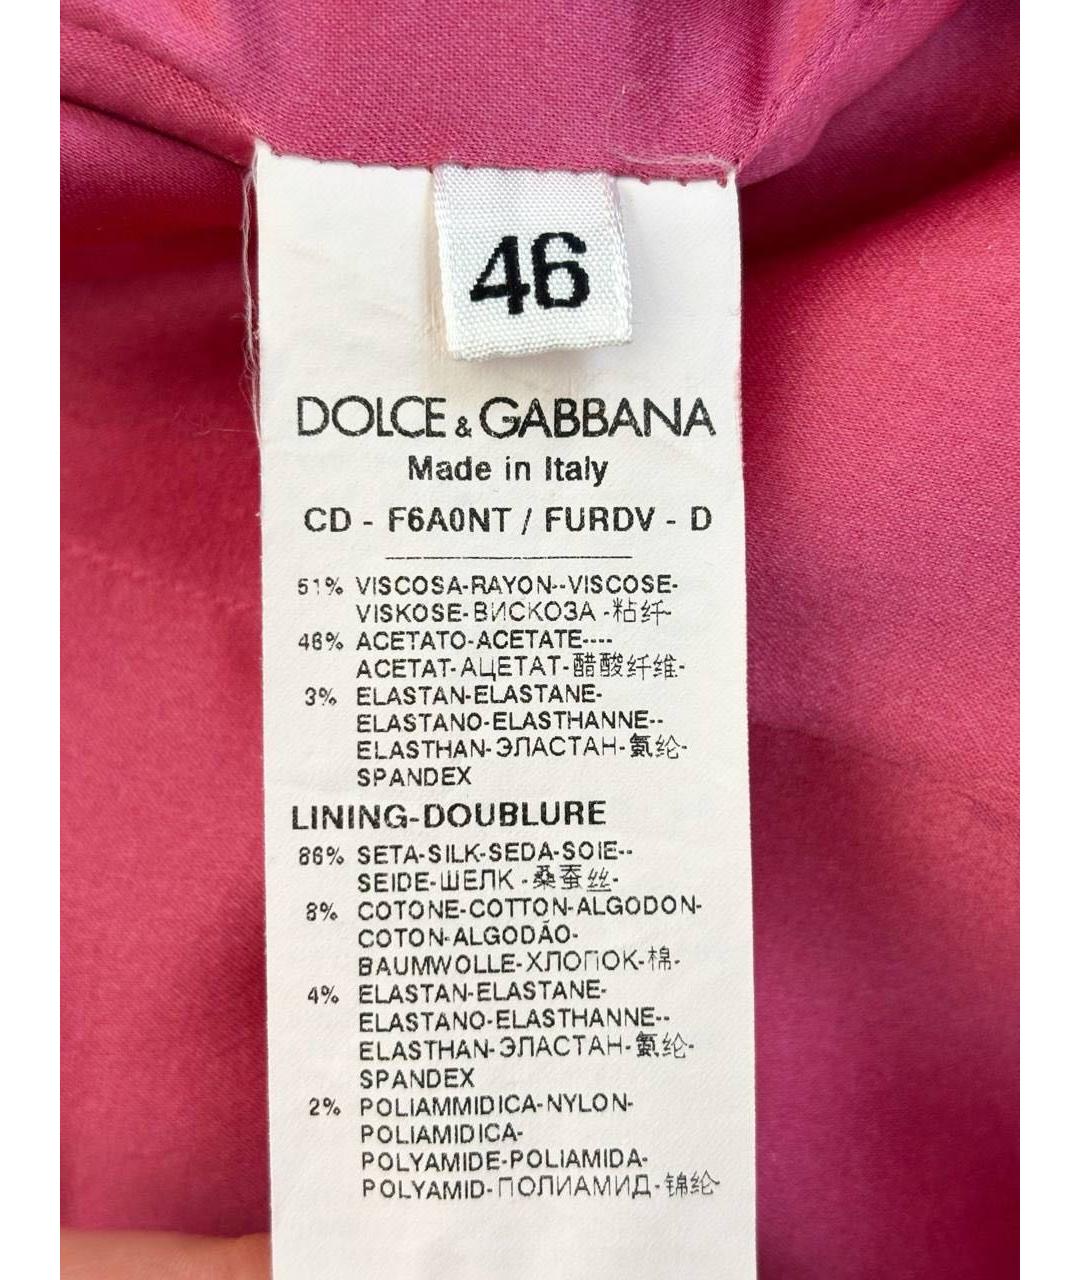 46
DOLCE & GABBANA
Made in Italy
CD - F6A0NT / FURDV - D
51% VISCOSA-RAYON--VISCOSE-
VISKOSE-ВИСКОЗА -粘纤-
46% ACETATO-ACETATE----
ACETAT-АЦЕТАТ-醋酸纤维-
3% ELASTAN-ELASTANE-
ELASTANO-ELASTHANNE--
ELASTHAN-ЭЛАСТАН-氨纶-
SPANDEX
LINING-DOUBLURE
86% SETA-SILK-SEDA-SOIE--
SEIDE-ШЕЛК -桑蚕丝-
8% COTONE-COTTON-ALGODON-
COTON-ALGODÃO-
BAUMWOLLE-ХЛОПОК-棉-
4% ELASTAN-ELASTANE-
ELASTANO-ELASTHANNE--
ELASTHAN-ЭЛАСТАН-氨纶-
SPANDEX
2% POLIAMMIDICA-NYLON-
POLIAMIDICA-
POLYAMIDE-POLIAMIDA-
POLYAMID-ПОЛИАМИД-锦纶-